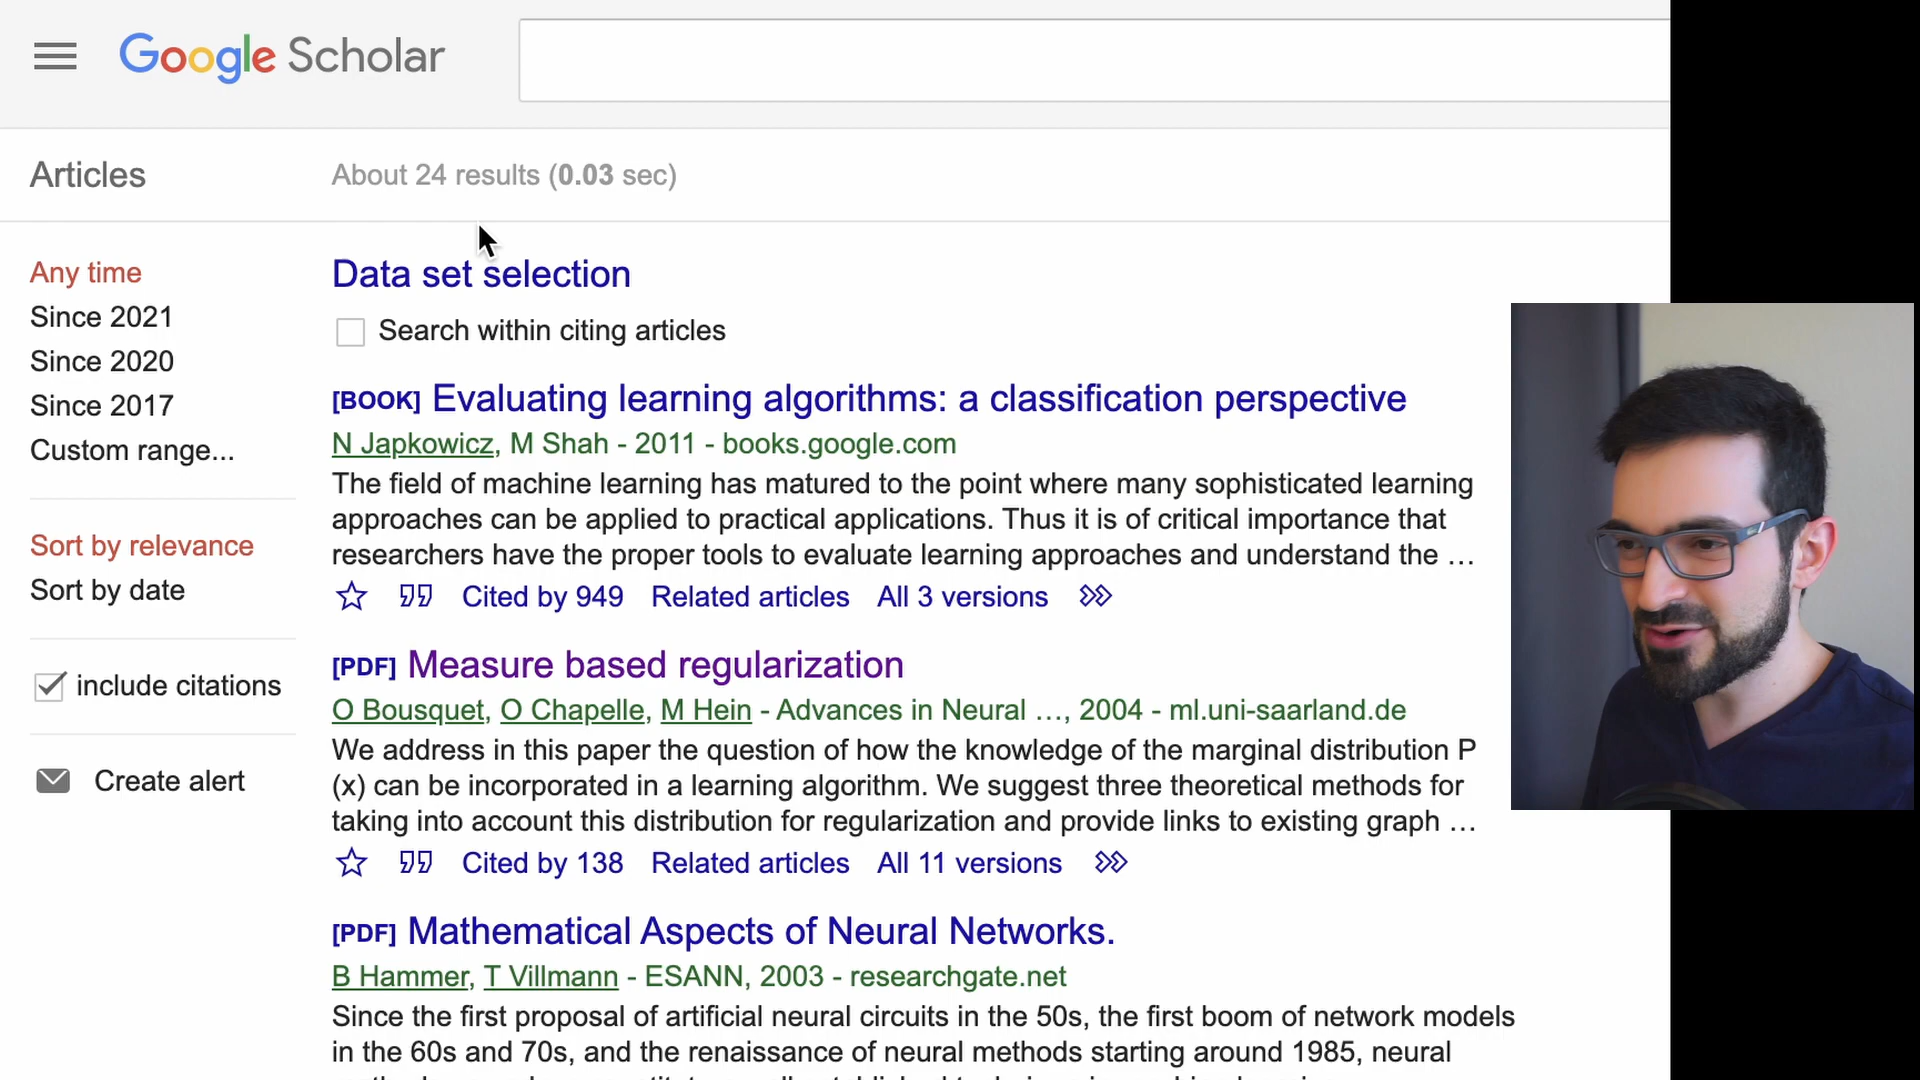 Google Scholar
Articles
About 24 results (0.03 sec)
Any time
Since 2021
Since 2020
Since 2017
Custom range...
Sort by relevance
Sort by date
include citations
Create alert
Data set selection
Search within citing articles
[BOOK] Evaluating learning algorithms: a classification perspective
N Japkowicz, M Shah - 2011 - books.google.com
The field of machine learning has matured to the point where many sophisticated learning
approaches can be applied to practical applications. Thus it is of critical importance that
researchers have the proper tools to evaluate learning approaches and understand the …
Cited by 949 Related articles All 3 versions
[PDF] Measure based regularization
O Bousquet, O Chapelle, M Hein - Advances in Neural …, 2004 - ml.uni-saarland.de
We address in this paper the question of how the knowledge of the marginal distribution P
(x) can be incorporated in a learning algorithm. We suggest three theoretical methods for
taking into account this distribution for regularization and provide links to existing graph …
Cited by 138 Related articles All 11 versions
[PDF] Mathematical Aspects of Neural Networks.
B Hammer, T Villmann - ESANN, 2003 - researchgate.net
Since the first proposal of artificial neural circuits in the 50s, the first boom of network models
in the 60s and 70s, and the renaissance of neural methods starting around 1985, neural